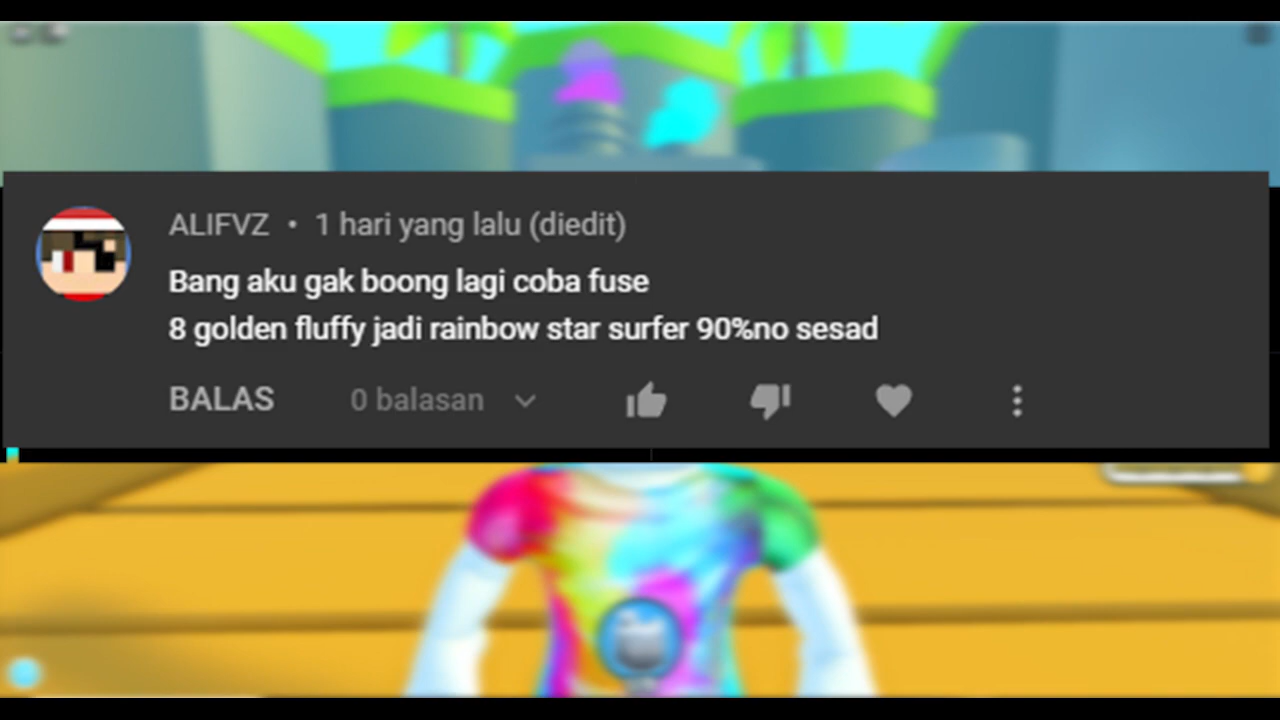 ALIFVZ • 1 hari yang lalu (diedit)
Bang aku gak boong lagi coba fuse
8 golden fluffy jadi rainbow star surfer 90%no sesad
BALAS 0 balasan